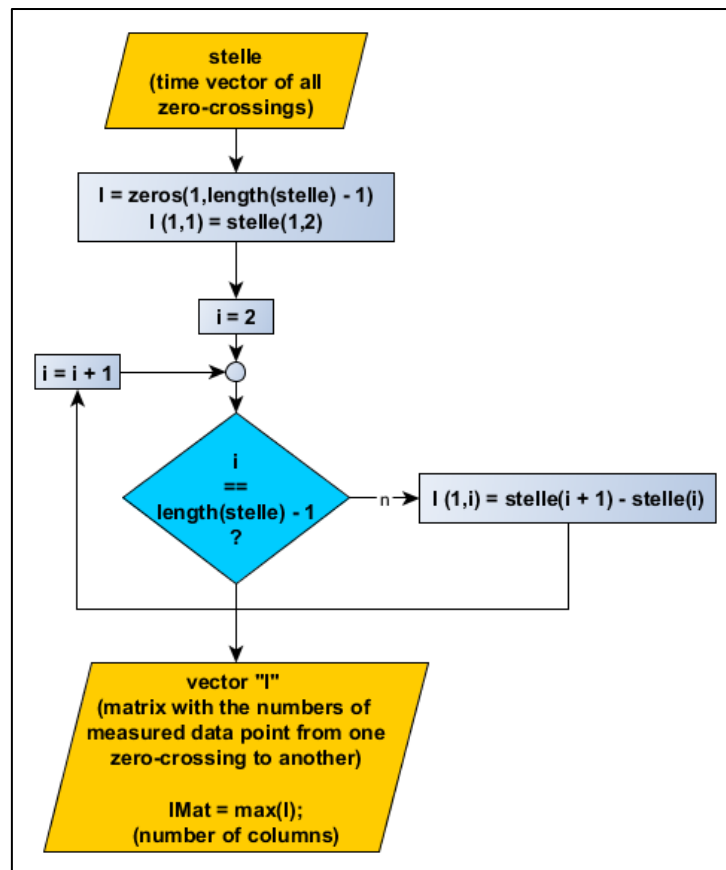 stelle
(time vector of all
zero-crossings)
l = zeros(1,length(stelle) - 1)
l (1,1) = stelle(1,2)
i = 2
i = i + 1
i
==
length(stelle) - 1
?
n
l (1,i) = stelle(i + 1) - stelle(i)
vector "l"
(matrix with the numbers of
measured data point from one
zero-crossing to another)
lMat = max(l);
(number of columns)